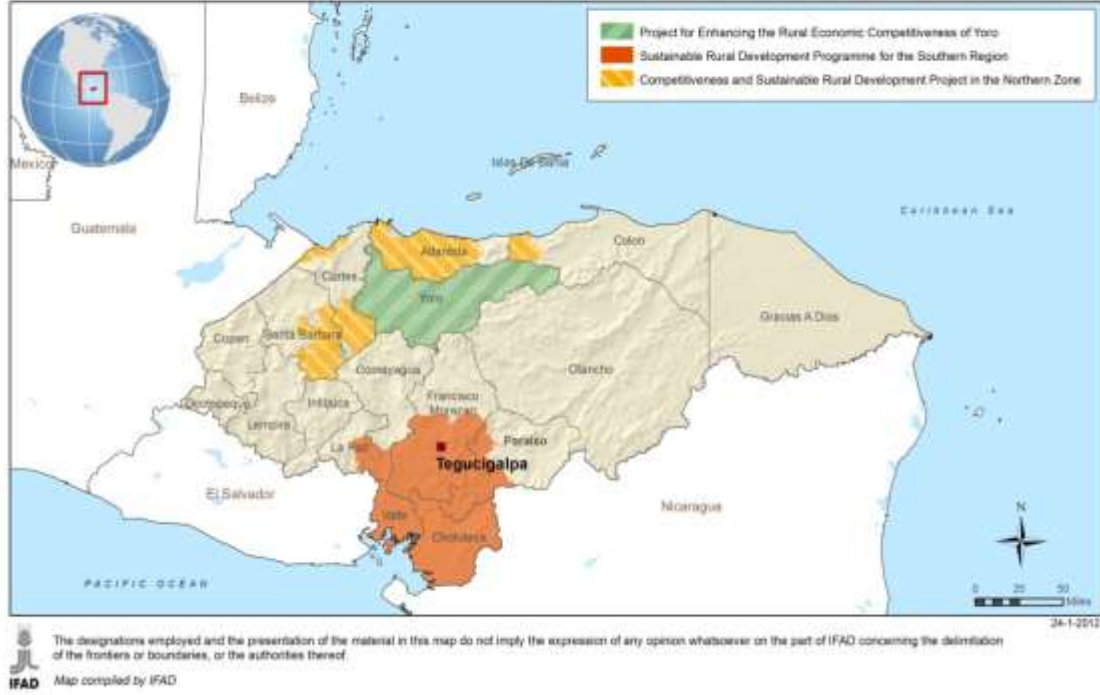 Project for Enhancing the Rural Economic Competitiveness of Yoro
Sustainable Rural Development Programme for the Southern Region
Competitiveness and Sustainable Rural Development Project in the Northern Zone
Belize
Mexico
Islas De Bahia
Guatemala
Caribbean Sea
Colon
Atlantida
Cortes
Yoro
Gracias A Dios
Copan
Santa Barbara
Comayagua
Olancho
Ocotepeque
Intibuca
Francisco
Morazan
Lempira
La Paz
Paraiso
Tegucigalpa
El Salvador
Nicaragua
Valle
Choluteca
N
PACIFIC OCEAN
0 25 50
Miles
24-1-2012
The designations employed and the presentation of the material in this map do not imply the expression of any opinion whatsoever on the part of IFAD concerning the delimitation
of the frontiers or boundaries, or the authorities thereof.
IFAD
Map compiled by IFAD